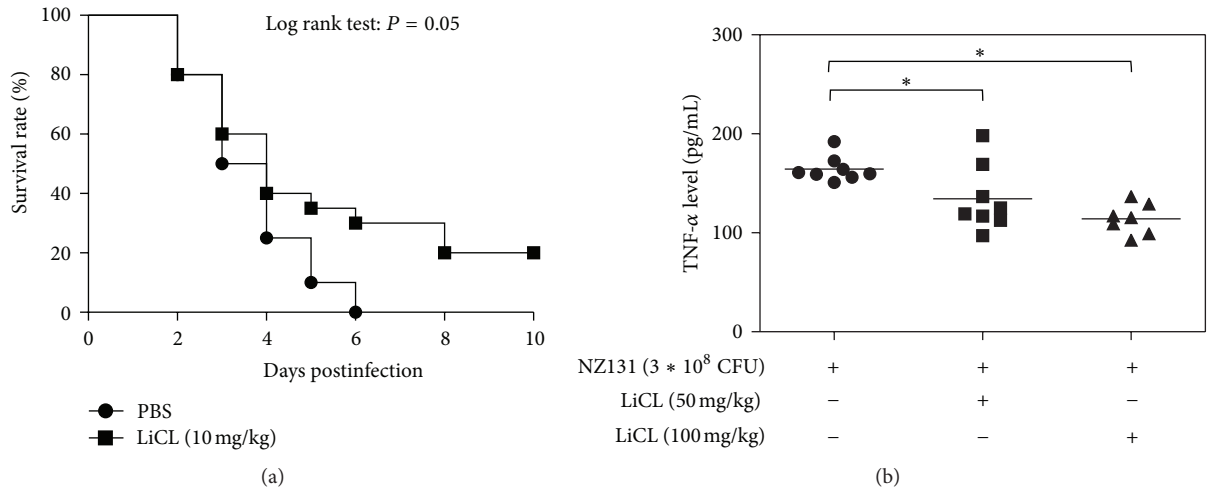 Log rank test: P = 0.05
Survival rate (%)
100
80
60
40
20
0
0 2 4 6 8 10
Days postinfection
PBS
LiCL (10 mg/kg)
(a)
TNF-α level (pg/mL)
300
200
100
0
*
*
NZ131 (3 ∗ 10⁸ CFU) + + +
LiCL (50 mg/kg) − + −
LiCL (100 mg/kg) − − +
(b)